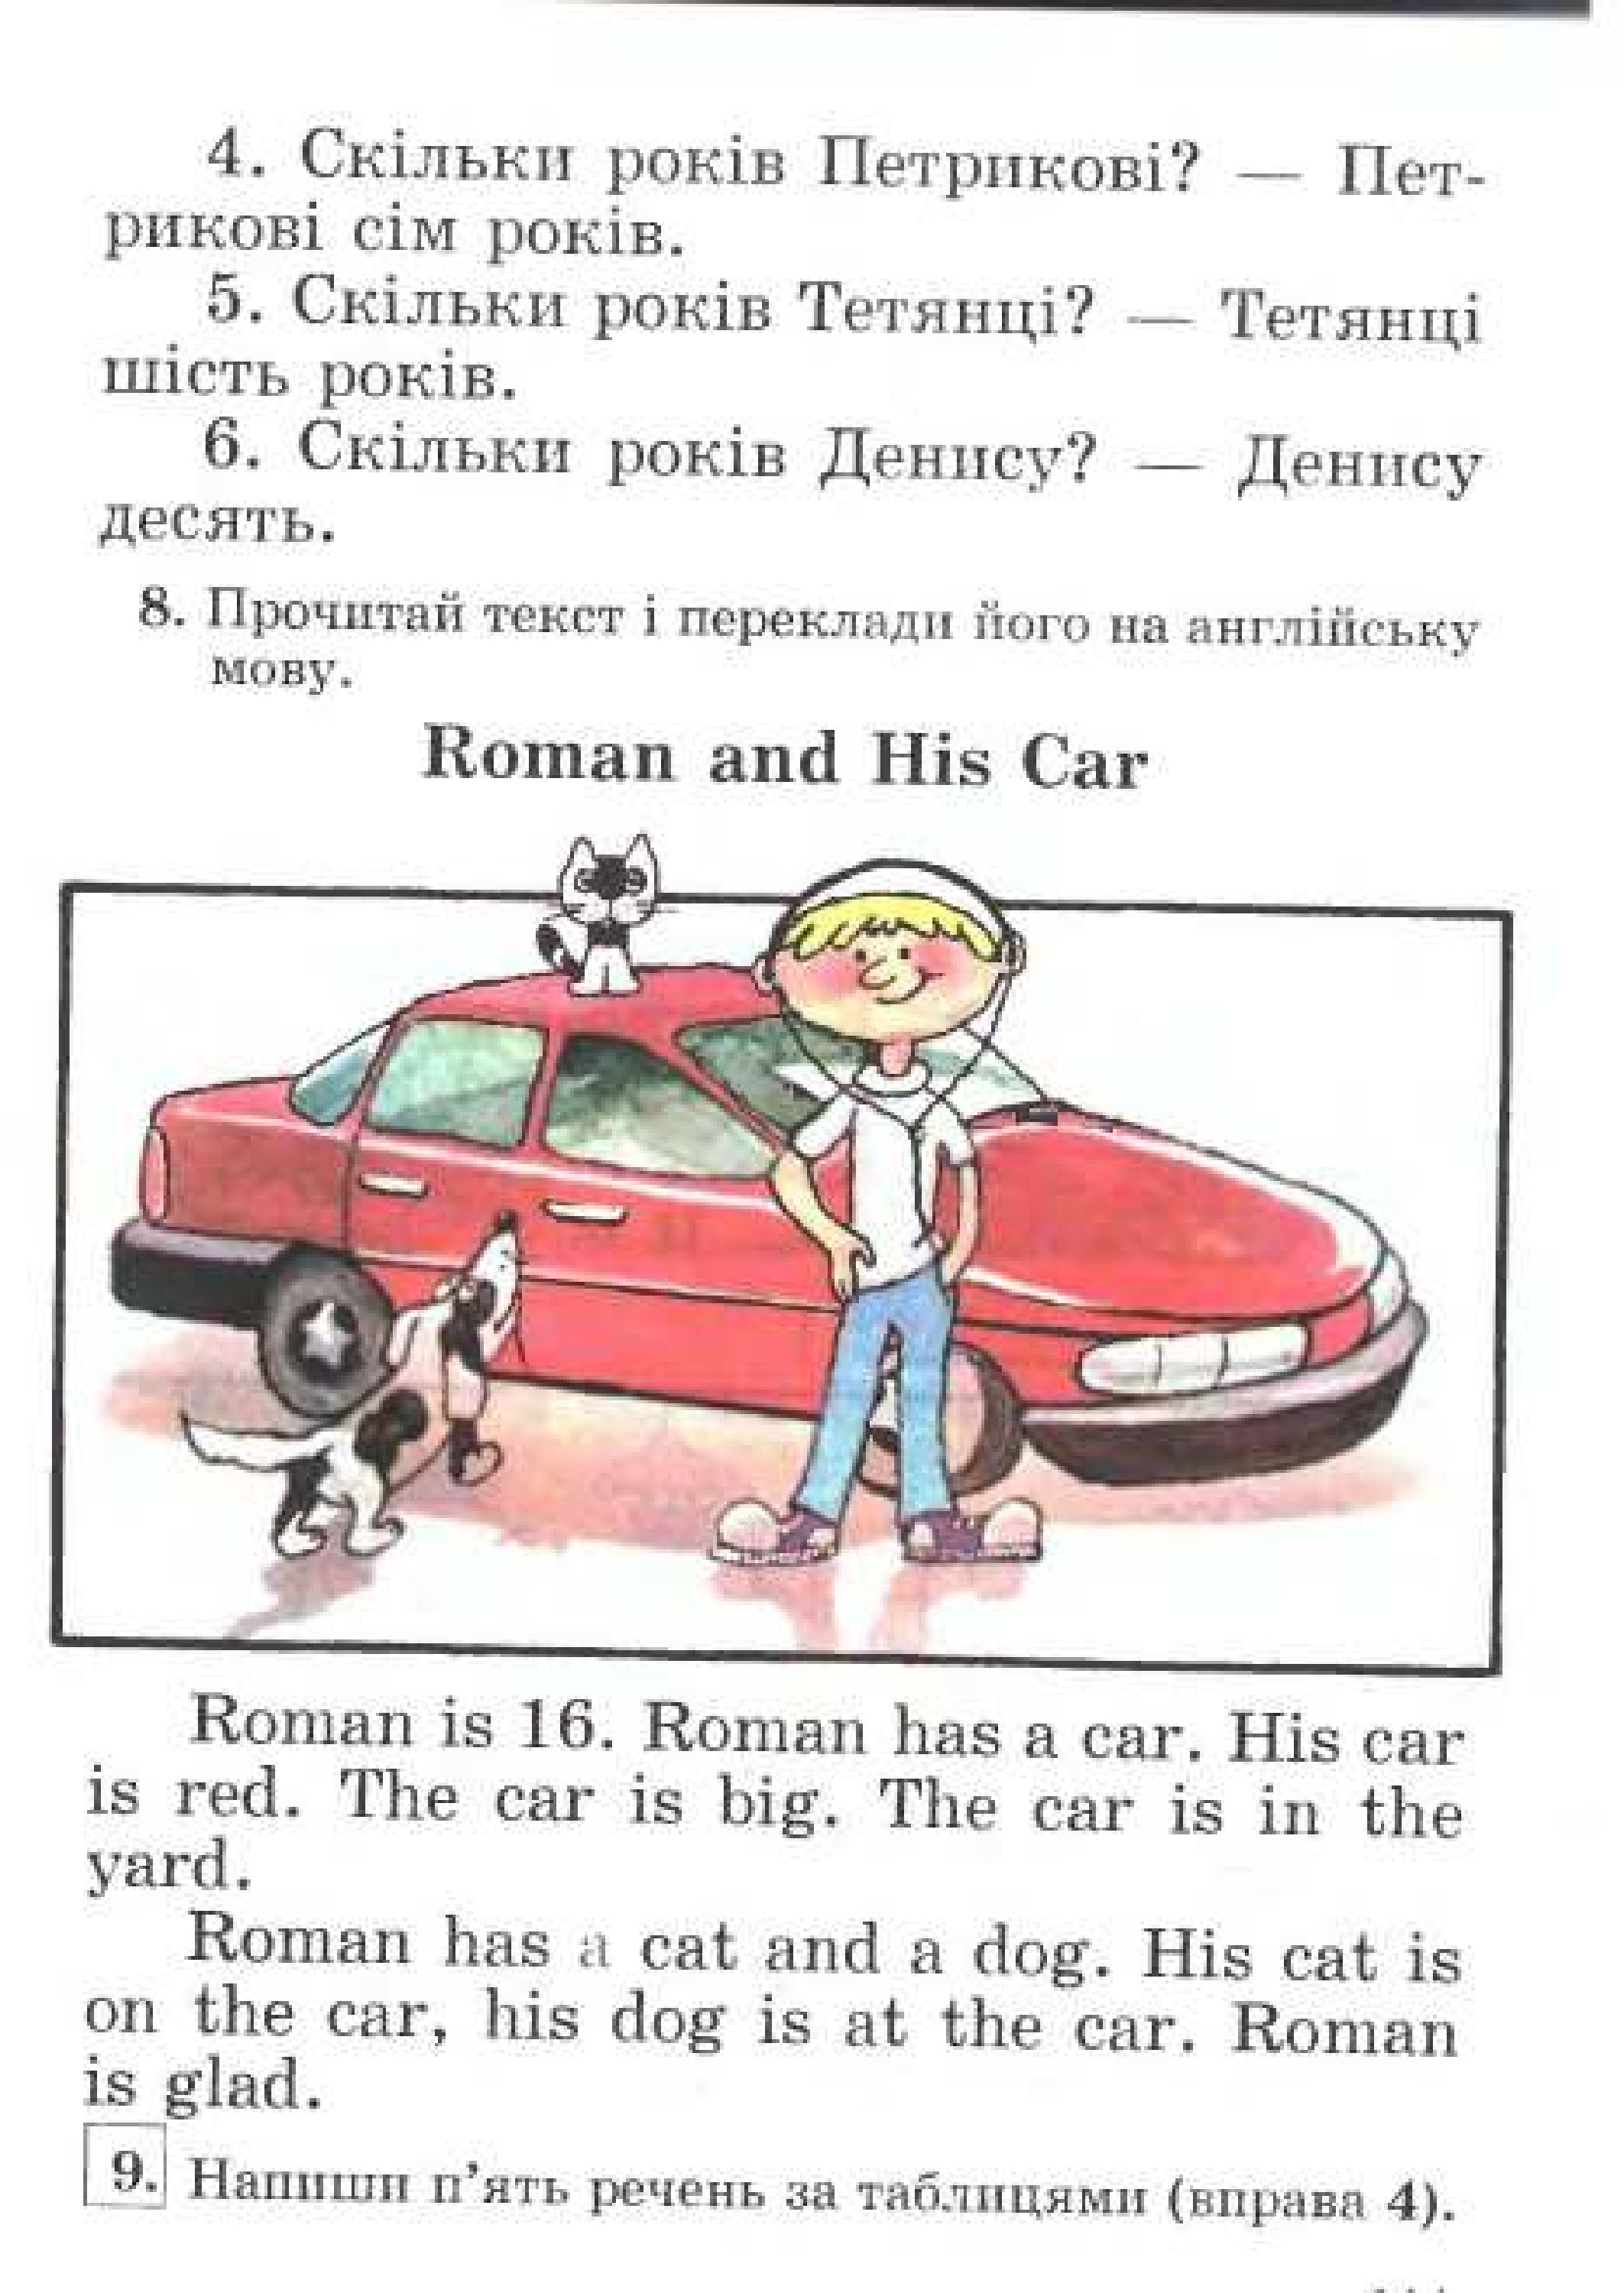 4. Скільки років Петрикові? — Пет-
рикові сім років.
5. Скільки років Тетянці? — Тетянці
шість років.
6. Скільки років Денису? — Денису
десять.
8. Прочитай текст і переклади його на англійську
мову.
Roman and His Car
Roman is 16. Roman has a car. His car
is red. The car is big. The car is in the
yard.
Roman has a cat and a dog. His cat is
on the car, his dog is at the car. Roman
is glad.
9. Напиши п’ять речень за таблицями (вправа 4).